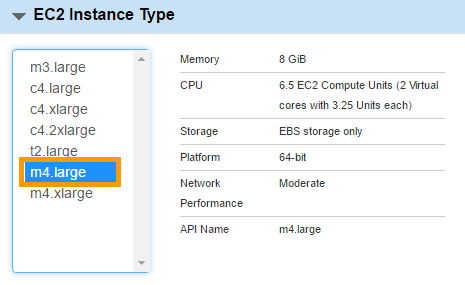 EC2 Instance Type
m3.large
c4.large
c4.xlarge
c4.2xlarge
t2.large
m4.large
m4.xlarge
Memory 8 GiB
CPU 6.5 EC2 Compute Units (2 Virtual
cores with 3.25 Units each)
Storage EBS storage only
Platform 64-bit
Network Moderate
Performance
API Name m4.large